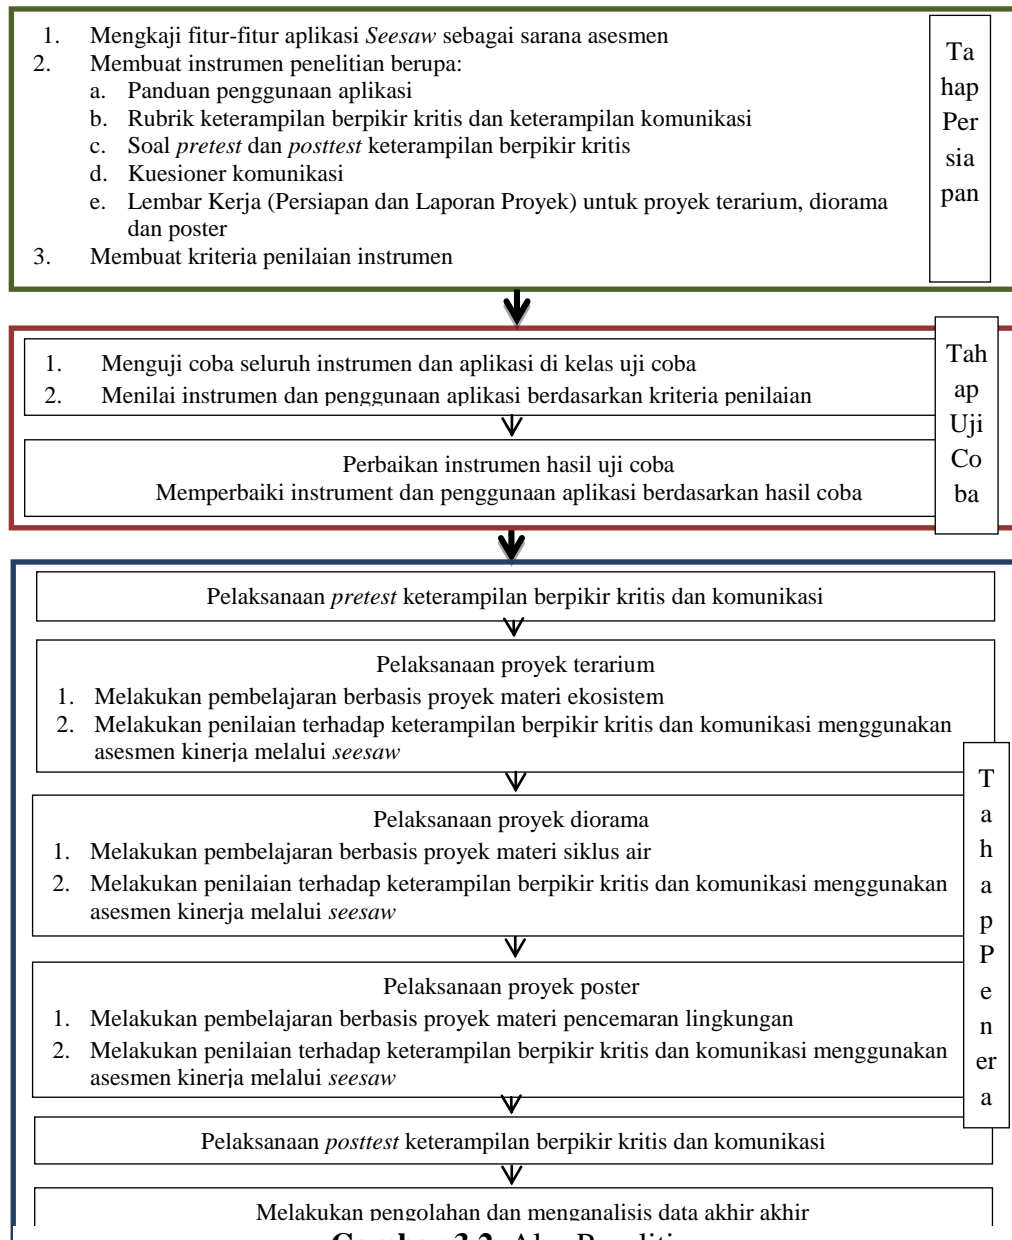 1. Mengkaji fitur-fitur aplikasi Seesaw sebagai sarana asesmen
2. Membuat instrumen penelitian berupa:
a. Panduan penggunaan aplikasi
b. Rubrik keterampilan berpikir kritis dan keterampilan komunikasi
c. Soal pretest dan posttest keterampilan berpikir kritis
d. Kuesioner komunikasi
e. Lembar Kerja (Persiapan dan Laporan Proyek) untuk proyek terarium, diorama
dan poster
3. Membuat kriteria penilaian instrumen
Ta
hap
Per
sia
pan
1. Menguji coba seluruh instrumen dan aplikasi di kelas uji coba
2. Menilai instrumen dan penggunaan aplikasi berdasarkan kriteria penilaian
Perbaikan instrumen hasil uji coba
Memperbaiki instrument dan penggunaan aplikasi berdasarkan hasil coba
Tah
ap
Uji
Co
ba
Pelaksanaan pretest keterampilan berpikir kritis dan komunikasi
Pelaksanaan proyek terarium
1. Melakukan pembelajaran berbasis proyek materi ekosistem
2. Melakukan penilaian terhadap keterampilan berpikir kritis dan komunikasi menggunakan
asesmen kinerja melalui seesaw
Pelaksanaan proyek diorama
1. Melakukan pembelajaran berbasis proyek materi siklus air
2. Melakukan penilaian terhadap keterampilan berpikir kritis dan komunikasi menggunakan
asesmen kinerja melalui seesaw
Pelaksanaan proyek poster
1. Melakukan pembelajaran berbasis proyek materi pencemaran lingkungan
2. Melakukan penilaian terhadap keterampilan berpikir kritis dan komunikasi menggunakan
asesmen kinerja melalui seesaw
Pelaksanaan posttest keterampilan berpikir kritis dan komunikasi
Melakukan pengolahan dan menganalisis data akhir akhir
T
a
h
a
p
P
e
n
er
a
Gambar 3.2. Alur